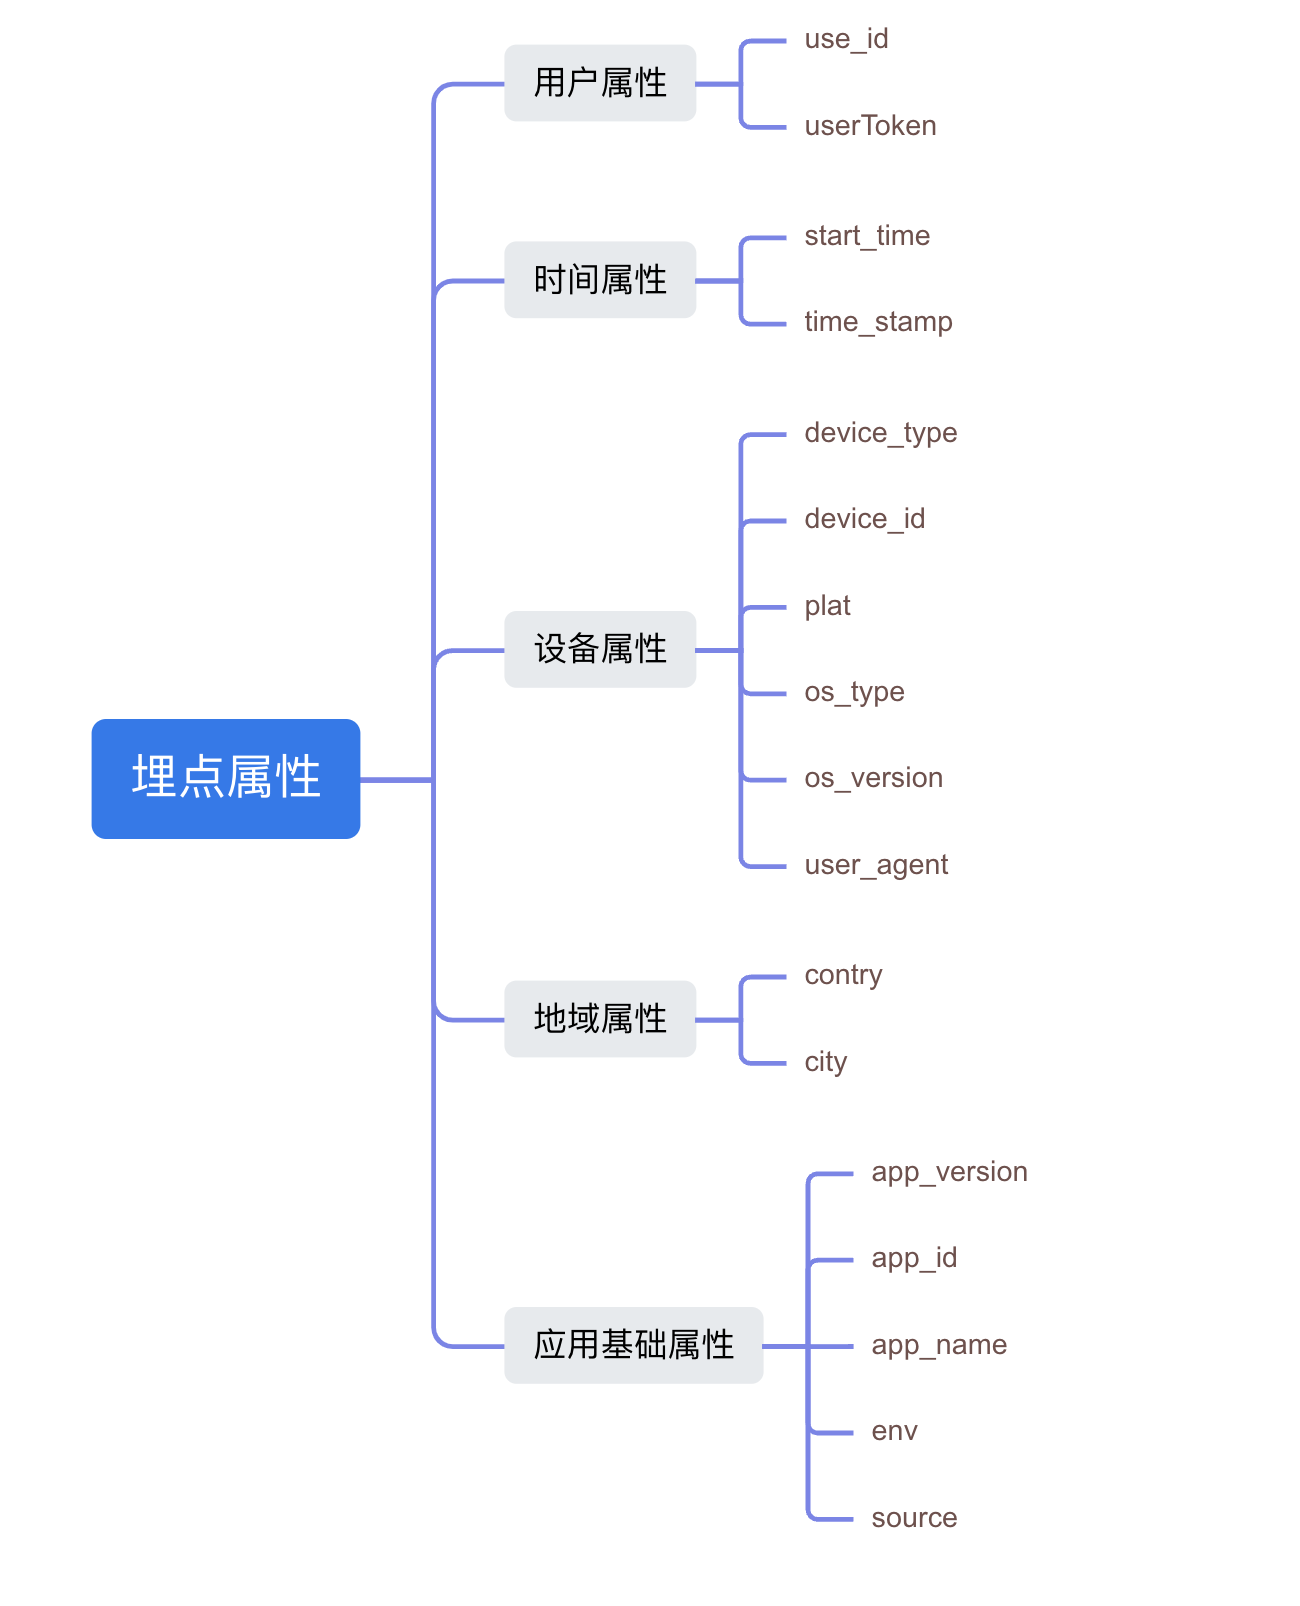 埋点属性
用户属性
use_id
userToken
时间属性
start_time
time_stamp
设备属性
device_type
device_id
plat
os_type
os_version
user_agent
地域属性
contry
city
应用基础属性
app_version
app_id
app_name
env
source